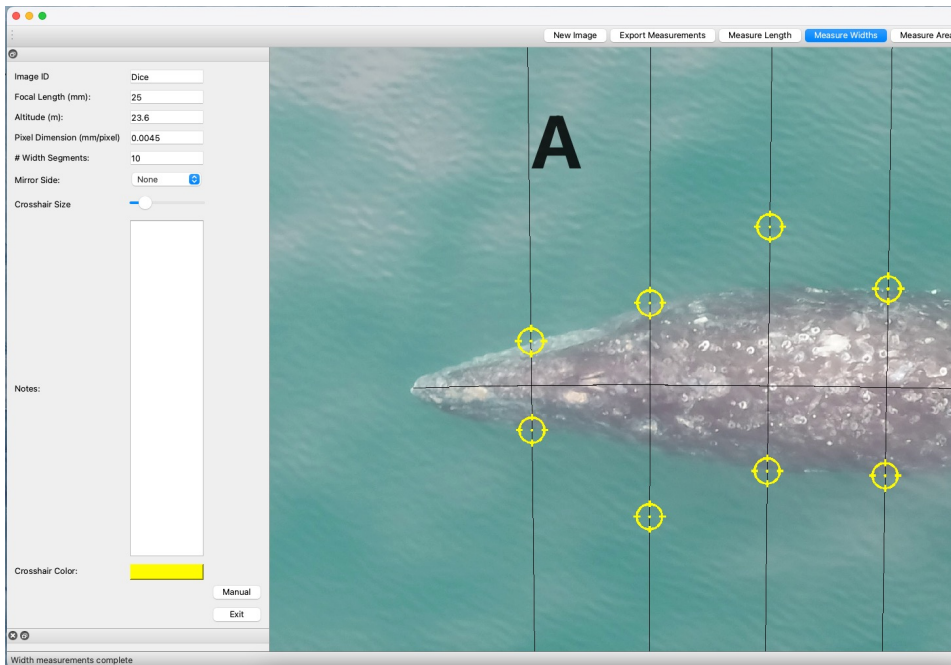 New Image Export Measurements Measure Length Measure Widths Measure Area
Image ID Dice
Focal Length (mm): 25
Altitude (m): 23.6
Pixel Dimension (mm/pixel) 0.0045
# Width Segments: 10
Mirror Side: None
Crosshair Size
A
Notes:
Crosshair Color:
Manual
Exit
Width measurements complete